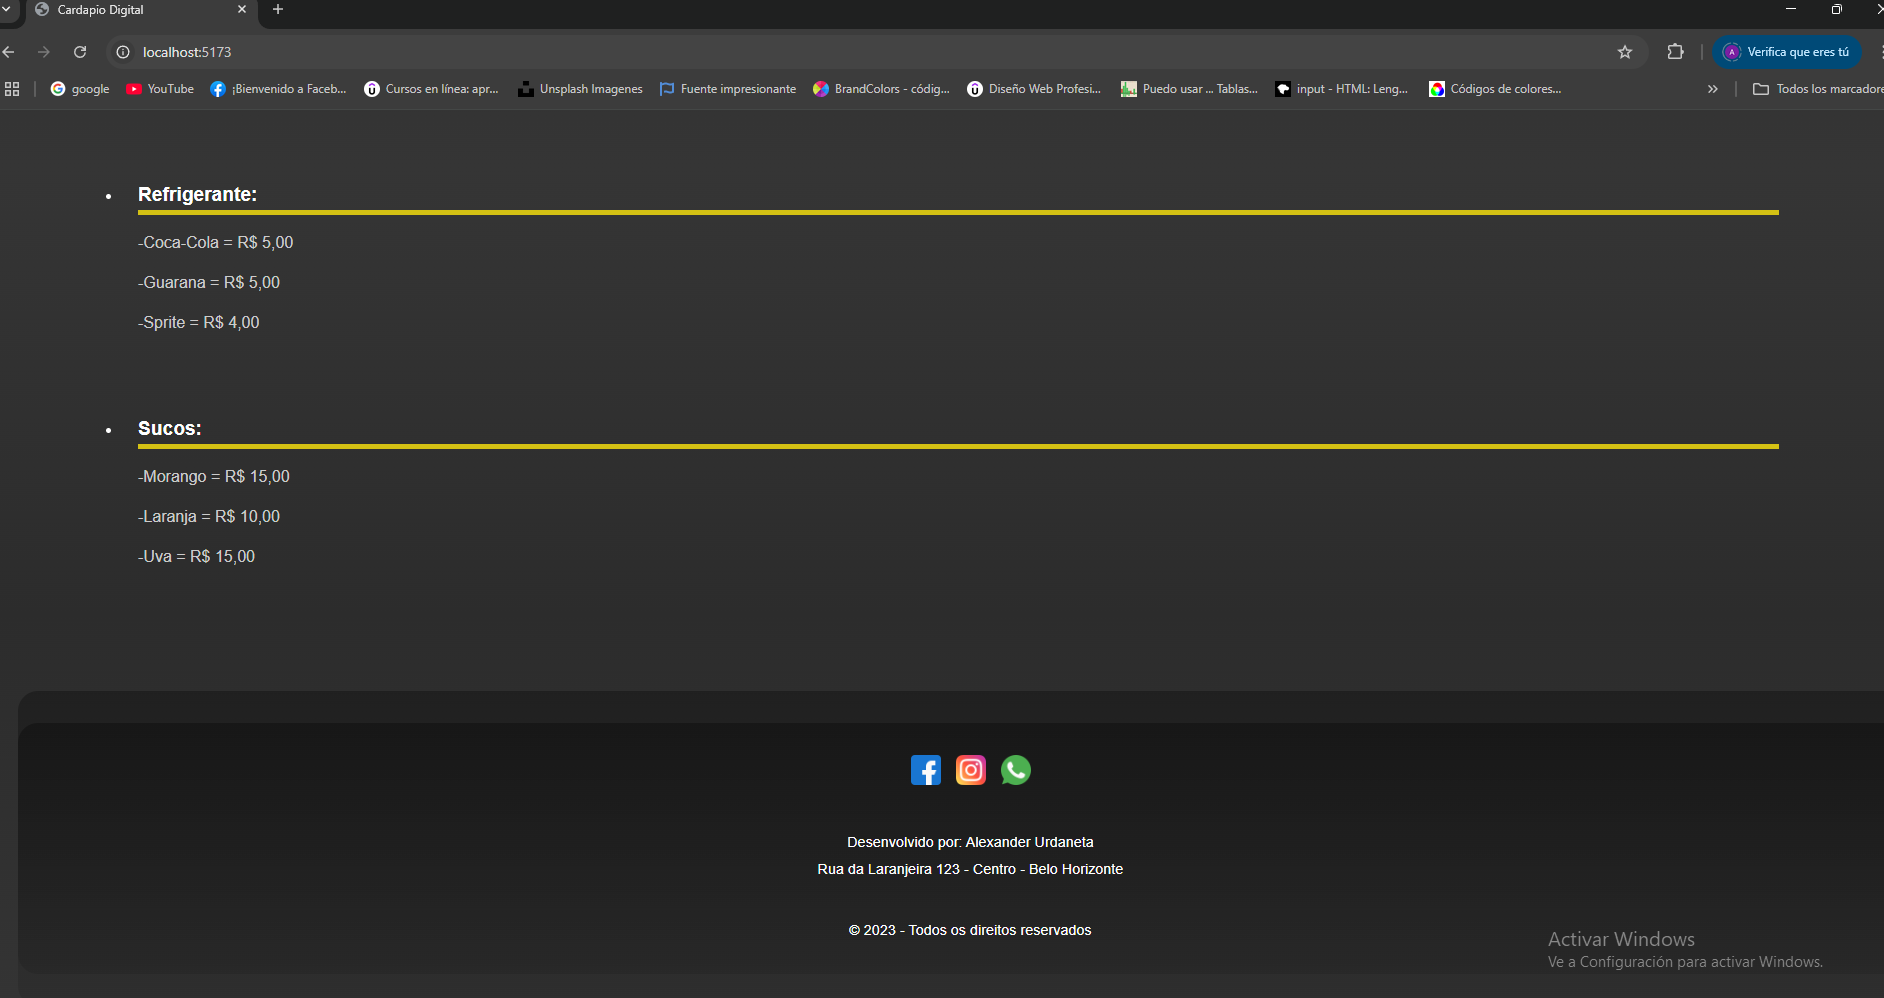 Cardapio Digital
localhost:5173
Verifica que eres tú
google
YouTube
¡Bienvenido a Faceb...
Cursos en línea: apr...
Unsplash Imagenes
Fuente impresionante
BrandColors - códig...
Diseño Web Profesi...
Puedo usar ... Tablas...
input - HTML: Leng...
Códigos de colores...
Todos los marcadore
Refrigerante:
-Coca-Cola = R$ 5,00
-Guarana = R$ 5,00
-Sprite = R$ 4,00
Sucos:
-Morango = R$ 15,00
-Laranja = R$ 10,00
-Uva = R$ 15,00
Desenvolvido por: Alexander Urdaneta
Rua da Laranjeira 123 - Centro - Belo Horizonte
© 2023 - Todos os direitos reservados
Activar Windows
Ve a Configuración para activar Windows.